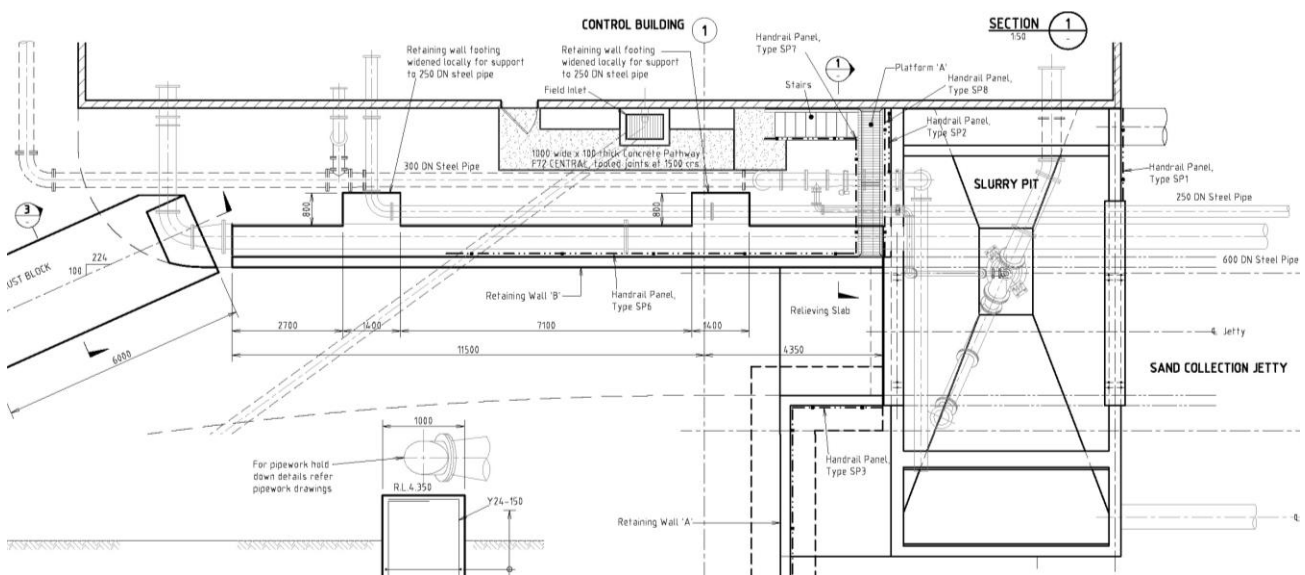 CONTROL BUILDING
1
SECTION
1:50
1
-
Retaining wall footing
widened locally for support
to 250 DN steel pipe
Retaining wall footing
widened locally for support
to 250 DN steel pipe
Field Inlet
Handrail Panel,
Type SP7
1
-
Stairs
Platform 'A'
Handrail Panel,
Type SP8
Handrail Panel,
Type SP2
1000 wide x 100 thick Concrete Pathway
F72 CENTRAL, tooled joints at 1500 crs
300 DN Steel Pipe
SLURRY PIT
Handrail Panel,
Type SP1
250 DN Steel Pipe
3
-
800
800
224
100
UST BLOCK
600 DN Steel Pipe
Retaining Wall 'B'
Handrail Panel,
Type SP6
Relieving Slab
2700
1400
7100
1400
℄ Jetty
6000
11500
4350
SAND COLLECTION JETTY
1000
For pipework hold
down details refer
pipework drawings
R.L.4.350
Y24-150
Handrail Panel,
Type SP3
Retaining Wall 'A'
℄